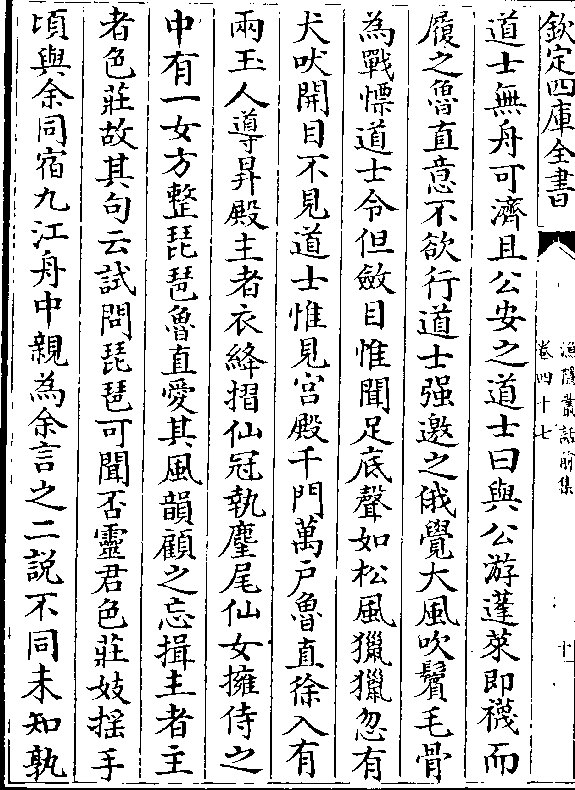 欽定四庫全書
漁隱叢話前集
卷四十七
十
道士無舟可濟且公安之道士曰與公游蓬萊即襪而
履之魯直意不欲行道士强邀之俄覺大風吹鬢毛骨
為戰慄道士令但斂目惟聞足底聲如松風獵獵忽有
犬吠開目不見道士惟見宮殿千門萬户魯直徐入有
兩玉人導昇殿主者衣絳摺仙冠執麈尾仙女擁侍之
中有一女方整琵琶魯直愛其風韻顧之忘揖主者主
者色莊故其句云試問琵琶可聞否靈君色莊妓摇手
頃與余同宿九江舟中親為余言之二説不同未知孰